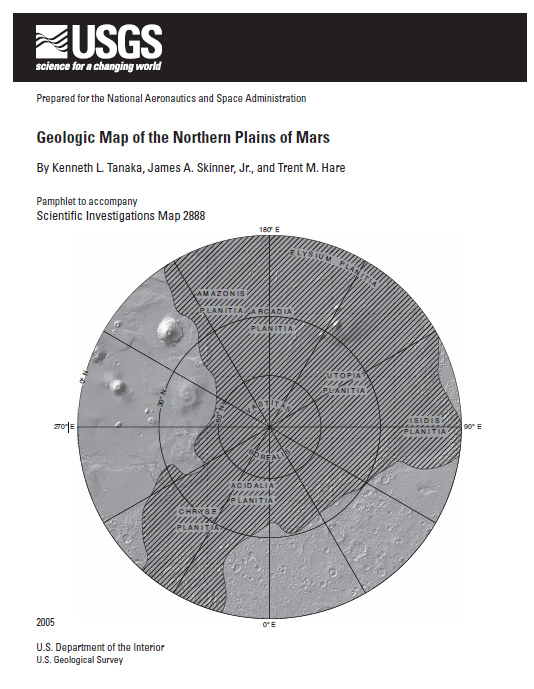 USGS
science for a changing world
Prepared for the National Aeronautics and Space Administration
Geologic Map of the Northern Plains of Mars
By Kenneth L. Tanaka, James A. Skinner, Jr., and Trent M. Hare
Pamphlet to accompany
Scientific Investigations Map 2888
180° E
ELYSIUM PLANITIA
AMAZONIS
PLANITIA
ARCADIA
PLANITIA
UTOPIA
PLANITIA
0° N
30° N
VASTITAS
270° E
90° E
ISIDIS
PLANITIA
BOREALIS
ACIDALIA
PLANITIA
CHRYSE
PLANITIA
0° E
2005
U.S. Department of the Interior
U.S. Geological Survey